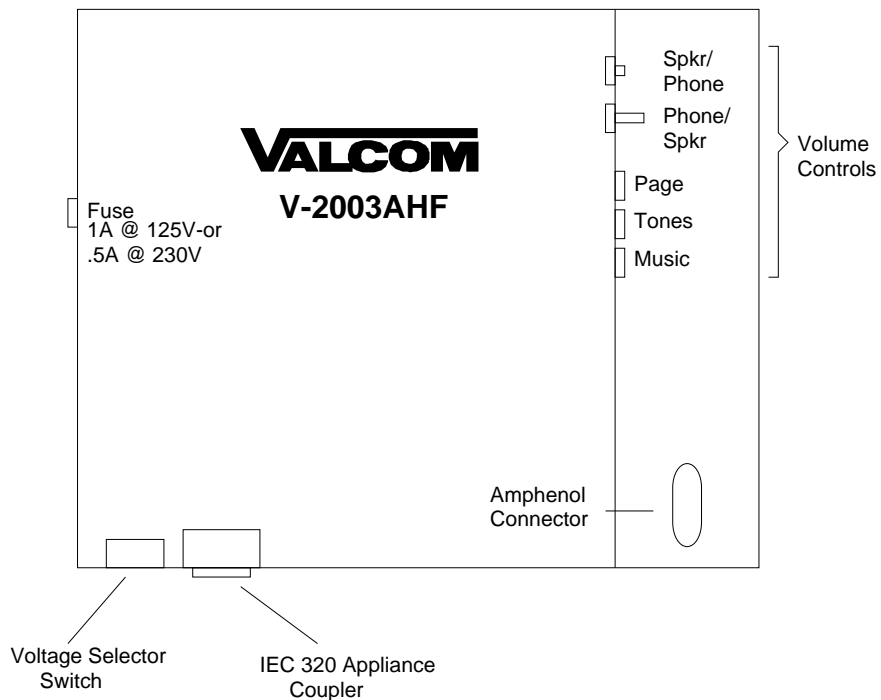 Spkr/
Phone
Phone/
Spkr
Volume
Controls
VALCOM
Page
Fuse
V-2003AHF
1A @ 125V-or
Tones
.5A @ 230V
Music
Amphenol
Connector
Voltage Selector
Switch
IEC 320 Appliance
Coupler